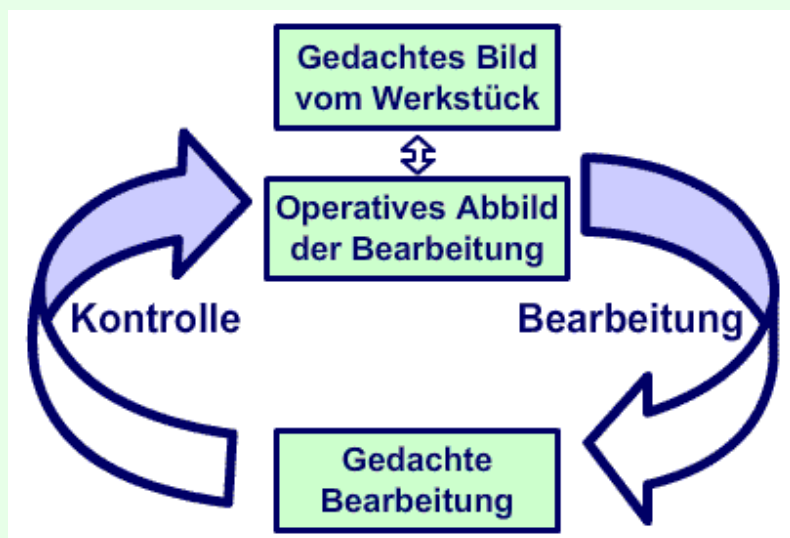 Gedachtes Bild
vom Werkstück
Operatives Abbild
der Bearbeitung
Kontrolle
Bearbeitung
Gedachte
Bearbeitung